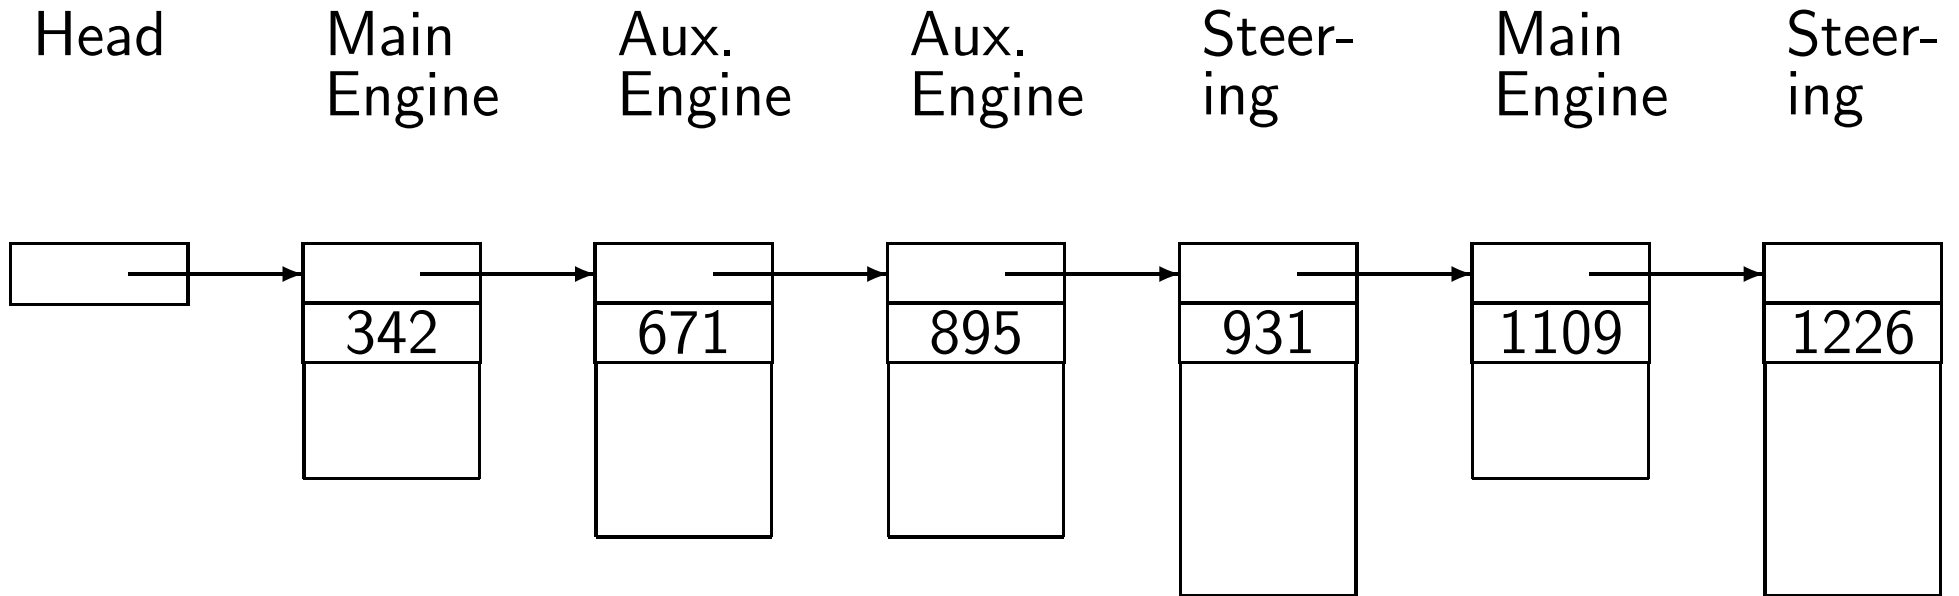 Head
Main
Engine
Aux.
Engine
Aux.
Engine
Steer-
ing
Main
Engine
Steer-
ing
342
671
895
931
1109
1226